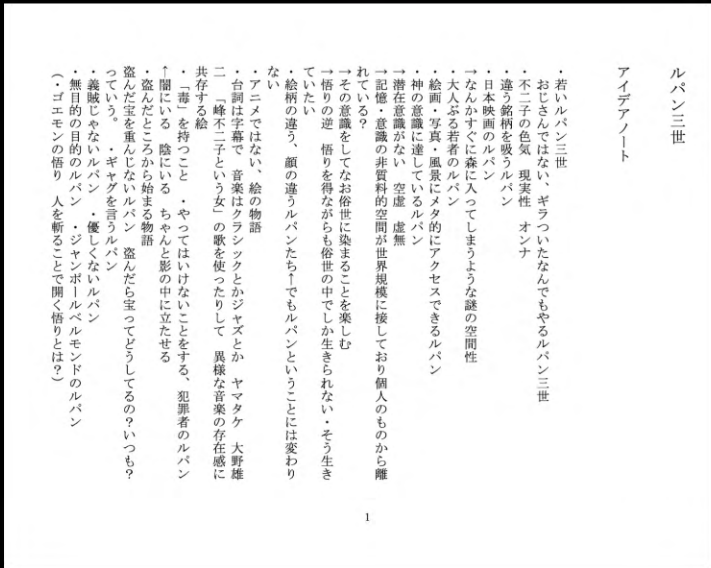 ルパン三世
アイデアノート
・若いルパン三世
おじさんではない、ギラついたなんでもやるルパン三世
・不二子の色気　現実性　オンナ
・違う銘柄を吸うルパン
・日本映画のルパン
→なんかすぐに森に入ってしまうような謎の空間性
・大人ぶる若者のルパン
・絵画・写真・風景にメタ的にアクセスできるルパン
・神の意識に達しているルパン
→潜在意識がない　空虚　虚無
→記憶・意識の非質料的空間が世界規模に接しており個人のものから離
れている？
→その意識をしてなお俗世に染まることを楽しむ
→悟りの逆　悟りを得ながらも俗世の中でしか生きられない・そう生き
ていたい
・絵柄の違う、顔の違うルパンたち↑でもルパンということには変わり
ない
・アニメではない、絵の物語
・台詞は字幕で　音楽はクラシックとかジャズとか　ヤマタケ　大野雄
二　「峰不二子という女」の歌を使ったりして　異様な音楽の存在感に
共存する絵
・「毒」を持つこと　・やってはいけないことをする、犯罪者のルパン
↑闇にいる　陰にいる　ちゃんと影の中に立たせる
・盗んだところから始まる物語
盗んだ宝を重んじないルパン　盗んだら宝ってどうしてるの？いつも？
っていう。　・ギャグを言うルパン
・義賊じゃないルパン　・優しくないルパン
・無目的の目的のルパン　・ジャンポールベルモンドのルパン
（・ゴエモンの悟り　人を斬ることで開く悟りとは？）
1